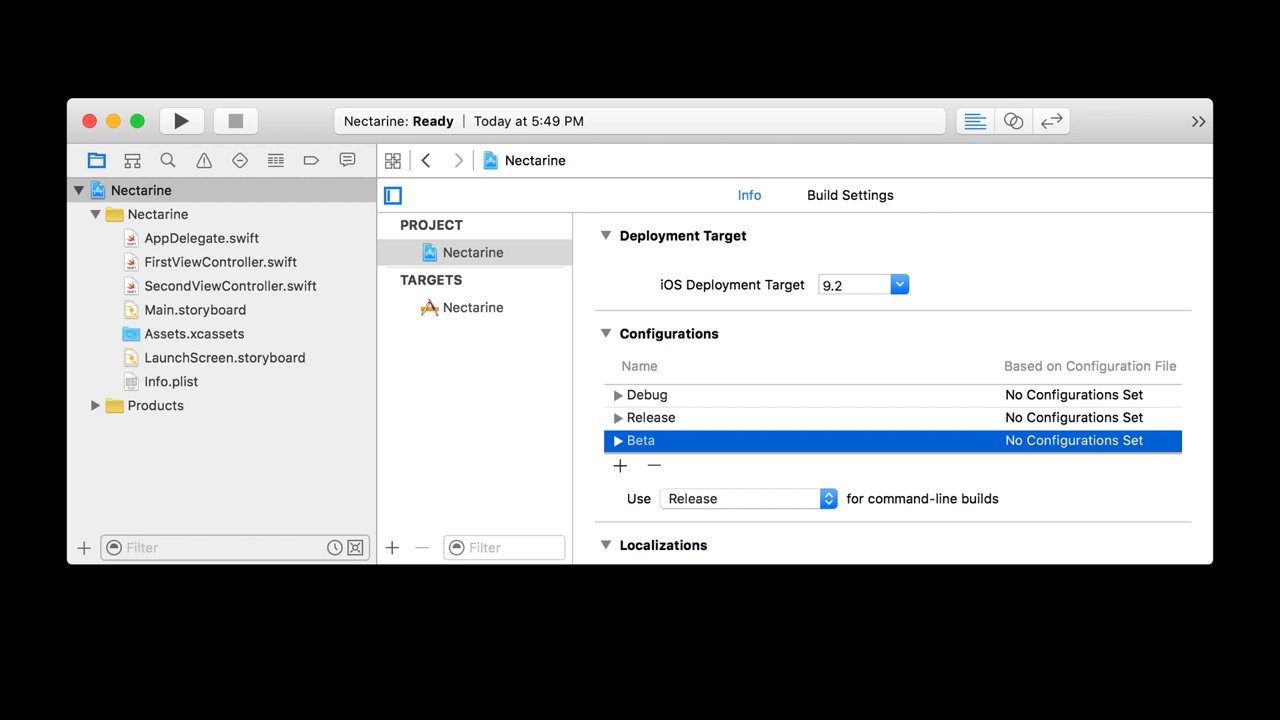 Nectarine: Ready | Today at 5:49 PM
Nectarine
Nectarine
Nectarine
AppDelegate.swift
FirstViewController.swift
SecondViewController.swift
Main.storyboard
Assets.xcassets
LaunchScreen.storyboard
Info.plist
Products
Filter
Info Build Settings
PROJECT
Nectarine
TARGETS
Nectarine
Filter
Deployment Target
iOS Deployment Target 9.2
Configurations
Name Based on Configuration File
Debug No Configurations Set
Release No Configurations Set
Beta No Configurations Set
Use Release for command-line builds
Localizations